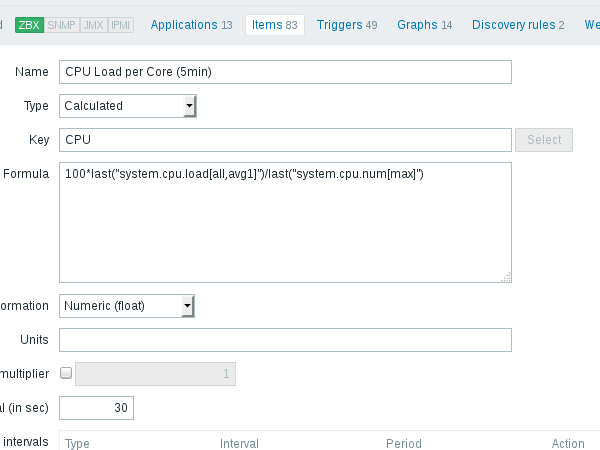 d ZBX SNMP JMX IPMI Applications 13 Items 83 Triggers 49 Graphs 14 Discovery rules 2 We
Name CPU Load per Core (5min)
Type Calculated
Key CPU Select
Formula 100*last("system.cpu.load[all,avg1]")/last("system.cpu.num[max]")
ormation Numeric (float)
Units
multiplier 1
al (in sec) 30
intervals Type Interval Period Action